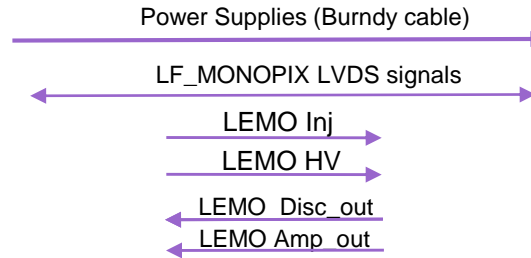 Power Supplies (Burndy cable)
LF_MONOPIX LVDS signals
LEMO Inj
LEMO HV
LEMO Disc_out
LEMO Amp_out